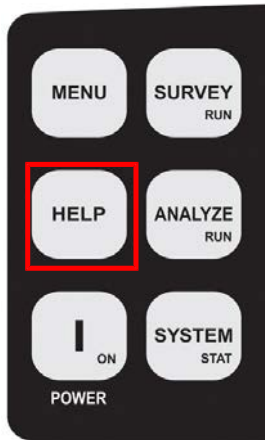 MENU
SURVEY
RUN
HELP
ANALYZE
RUN
I
ON
SYSTEM
STAT
POWER